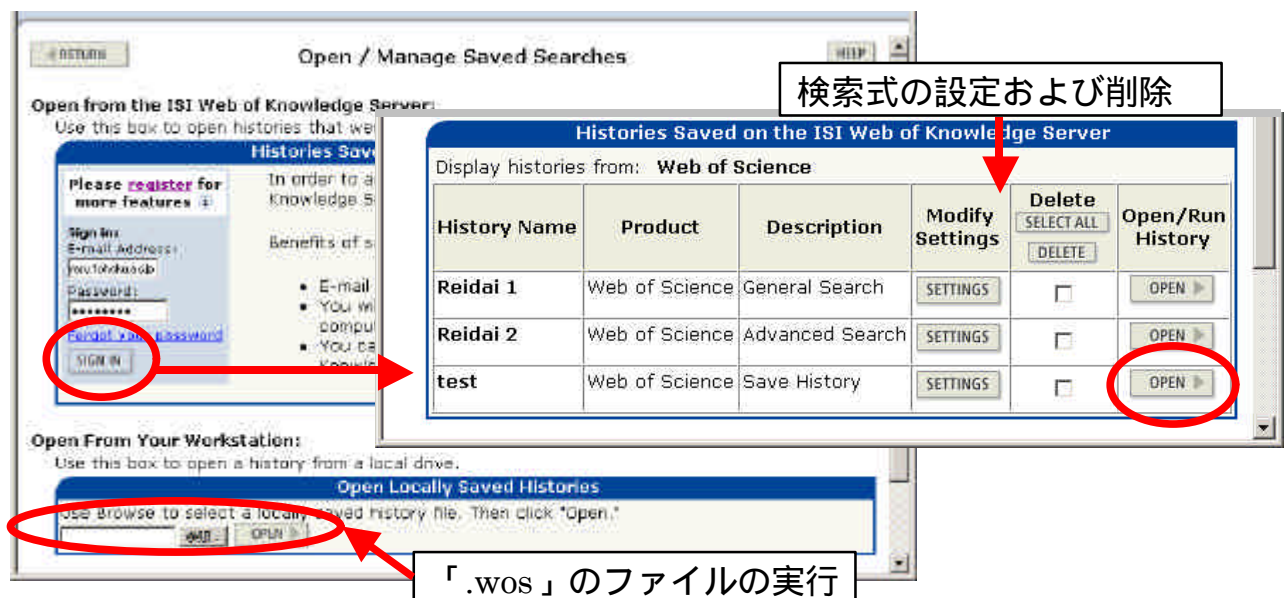 RETURN
Open / Manage Saved Searches
HELP
検索式の設定および削除
Open from the ISI Web of Knowledge Server:
Use this box to open histories that we
Histories Save
Please register for
more features
In order to a
Knowledge S
Sign in:
E-mail Address:
Benefits of s
Password:
********
Forgot your password
SIGN IN
• E-mail
• You wi
compu
• You ca
Knowle
Histories Saved on the ISI Web of Knowledge Server
Display histories from: Web of Science
History Name Product Description Modify Settings Delete SELECT ALL DELETE Open/Run History
Reidai 1 Web of Science General Search SETTINGS OPEN
Reidai 2 Web of Science Advanced Search SETTINGS OPEN
test Web of Science Save History SETTINGS OPEN
Open From Your Workstation:
Use this box to open a history from a local drive.
Open Locally Saved Histories
Use Browse to select a locally saved history file. Then click "Open."
OPEN
「.wos」のファイルの実行